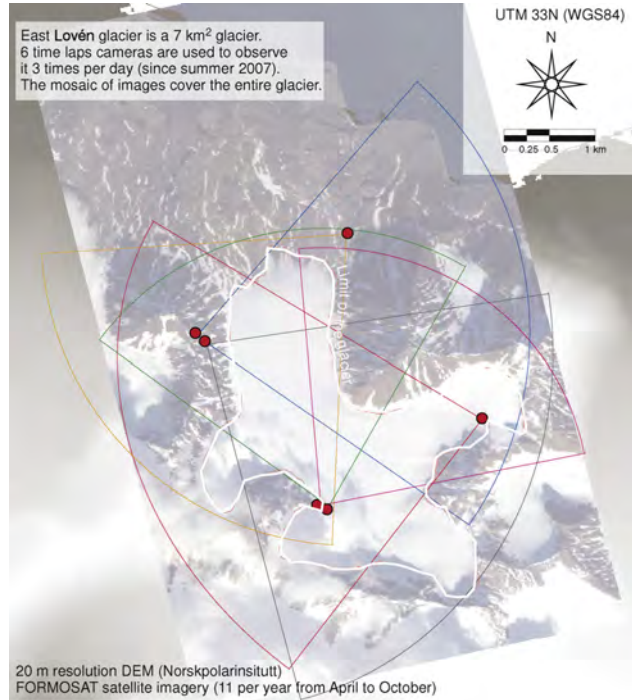 East Lovén glacier is a 7 km² glacier.
6 time laps cameras are used to observe
it 3 times per day (since summer 2007).
The mosaic of images cover the entire glacier.
UTM 33N (WGS84)
N
0 0.25 0.5 1 km
Limit of the glacier
20 m resolution DEM (Norskpolarinsitutt)
FORMOSAT satellite imagery (11 per year from April to October)